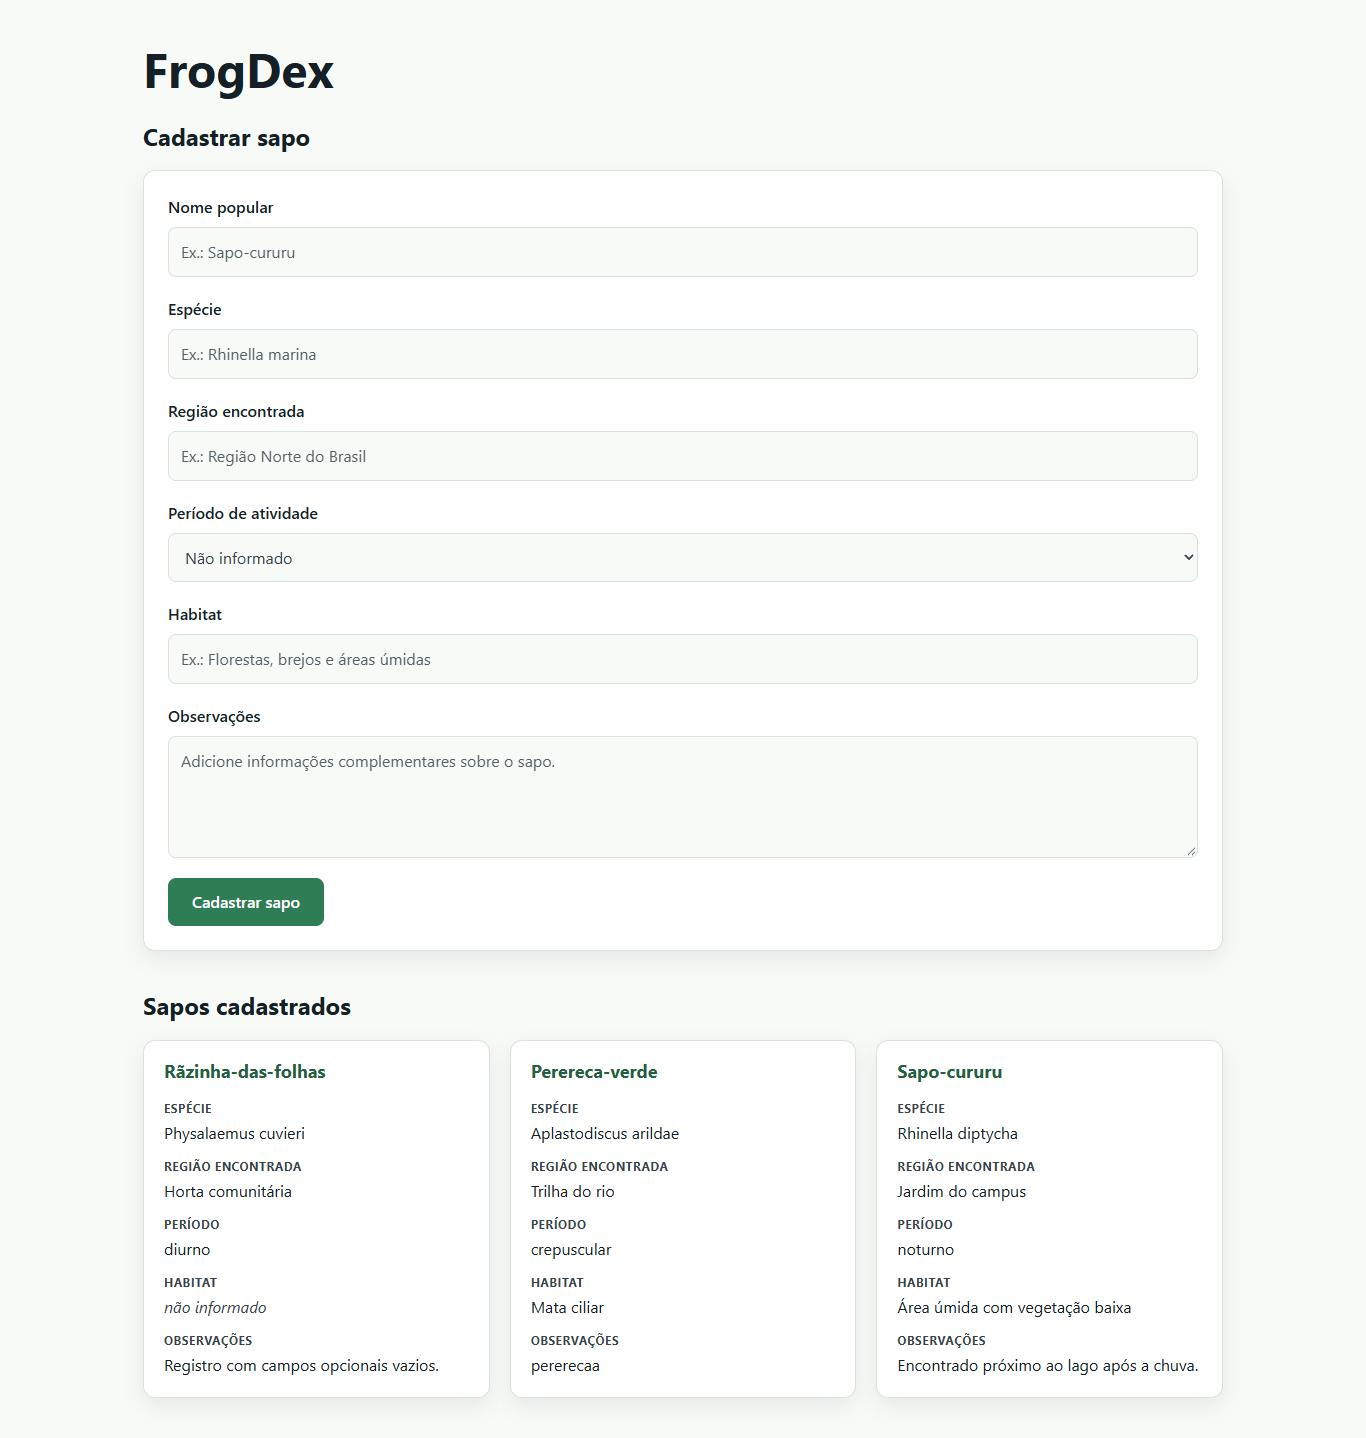 FrogDex
Cadastrar sapo
Nome popular
Ex.: Sapo-cururu
Espécie
Ex.: Rhinella marina
Região encontrada
Ex.: Região Norte do Brasil
Período de atividade
Não informado
Habitat
Ex.: Florestas, brejos e áreas úmidas
Observações
Adicione informações complementares sobre o sapo.
Cadastrar sapo
Sapos cadastrados
Rãzinha-das-folhas
ESPÉCIE
Physalaemus cuvieri
REGIÃO ENCONTRADA
Horta comunitária
PERÍODO
diurno
HABITAT
não informado
OBSERVAÇÕES
Registro com campos opcionais vazios.
Perereca-verde
ESPÉCIE
Aplastodiscus arildae
REGIÃO ENCONTRADA
Trilha do rio
PERÍODO
crepuscular
HABITAT
Mata ciliar
OBSERVAÇÕES
pererecaa
Sapo-cururu
ESPÉCIE
Rhinella diptycha
REGIÃO ENCONTRADA
Jardim do campus
PERÍODO
noturno
HABITAT
Área úmida com vegetação baixa
OBSERVAÇÕES
Encontrado próximo ao lago após a chuva.